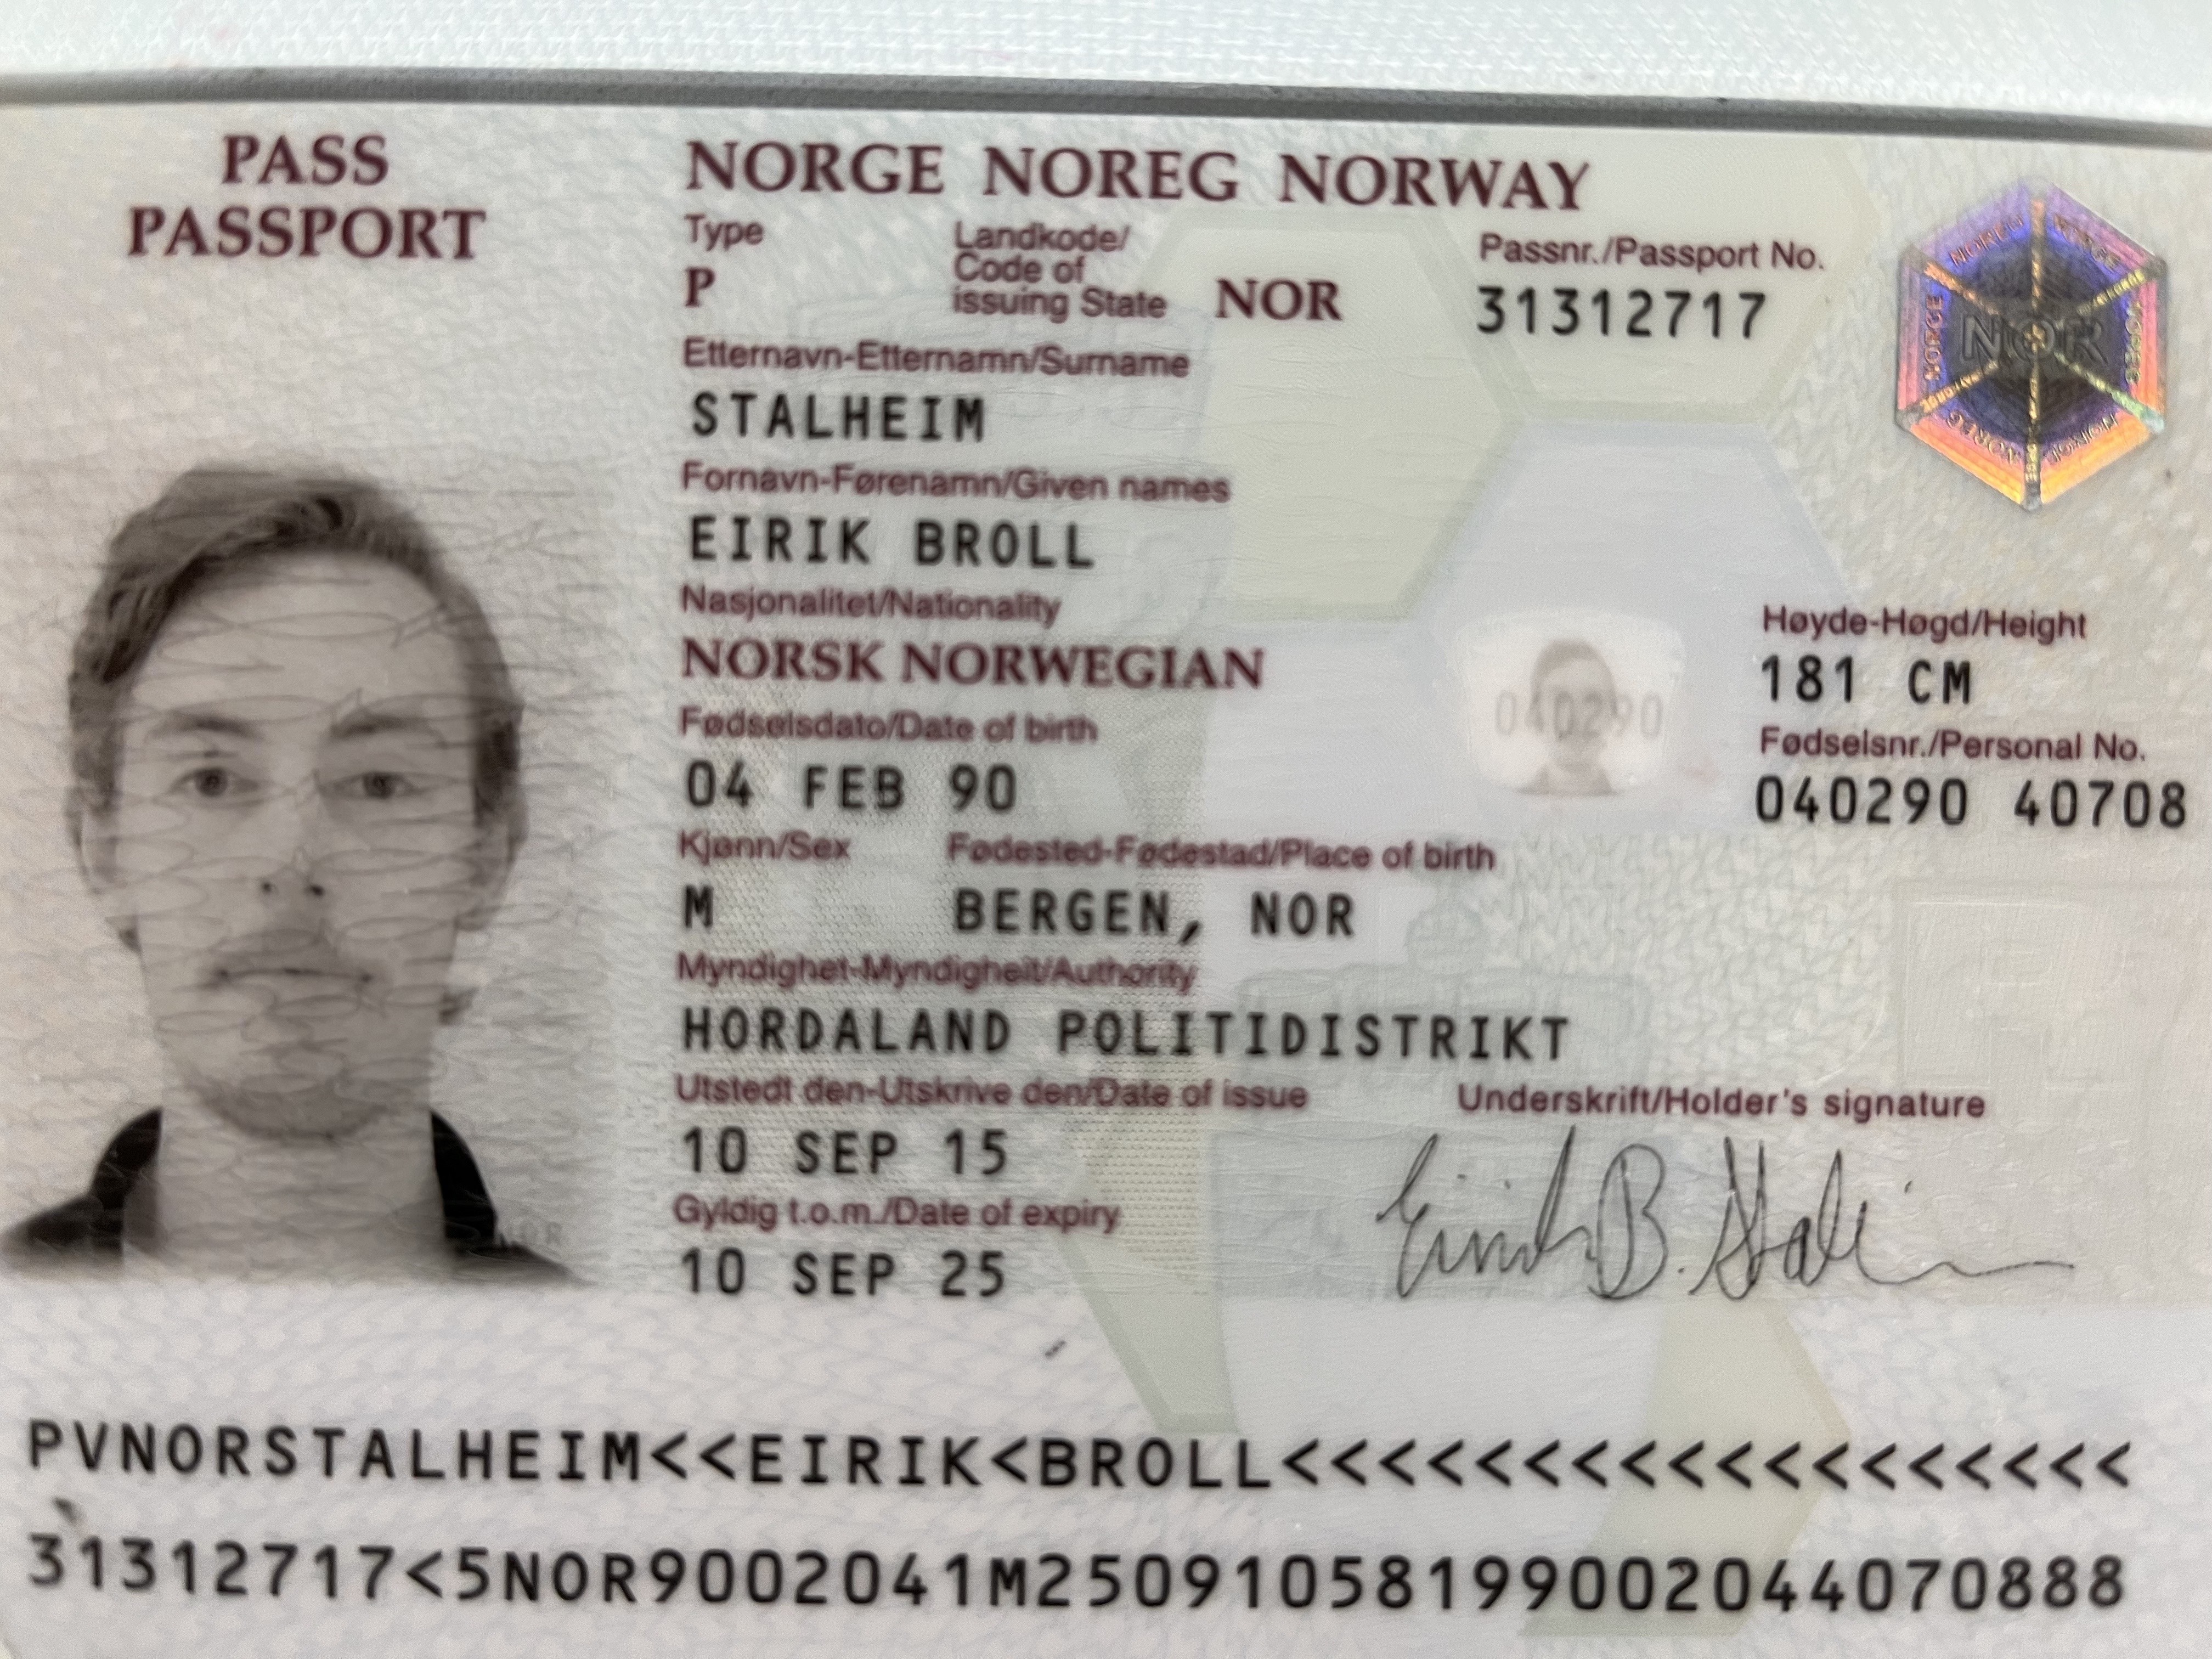 PASS
PASSPORT
NORGE NOREG NORWAY
Type
P
Landkode/
Code of
issuing State
NOR
Passnr./Passport No.
31312717
Etternavn-Etternamn/Surname
STALHEIM
Fornavn-Førenamn/Given names
EIRIK BROLL
Nasjonalitet/Nationality
NORSK NORWEGIAN
Høyde-Høgd/Height
181 CM
Fødselsdato/Date of birth
04 FEB 90
040290
Fødselsnr./Personal No.
040290 40708
Kjønn/Sex
M
Fødested-Fødestad/Place of birth
BERGEN, NOR
Myndighet-Myndigheit/Authority
HORDALAND POLITIDISTRIKT
Utstedt den-Utskrive den/Date of issue
10 SEP 15
Underskrift/Holder's signature
Eirik B. Stalheim
Gyldig t.o.m./Date of expiry
10 SEP 25
NOR
PVNORSTALHEIM<<EIRIK<BROLL<<<<<<<<<<<<<<<<<<
31312717<5NOR9002041M25091058199002044070888
NOR
NORGE
NOREG